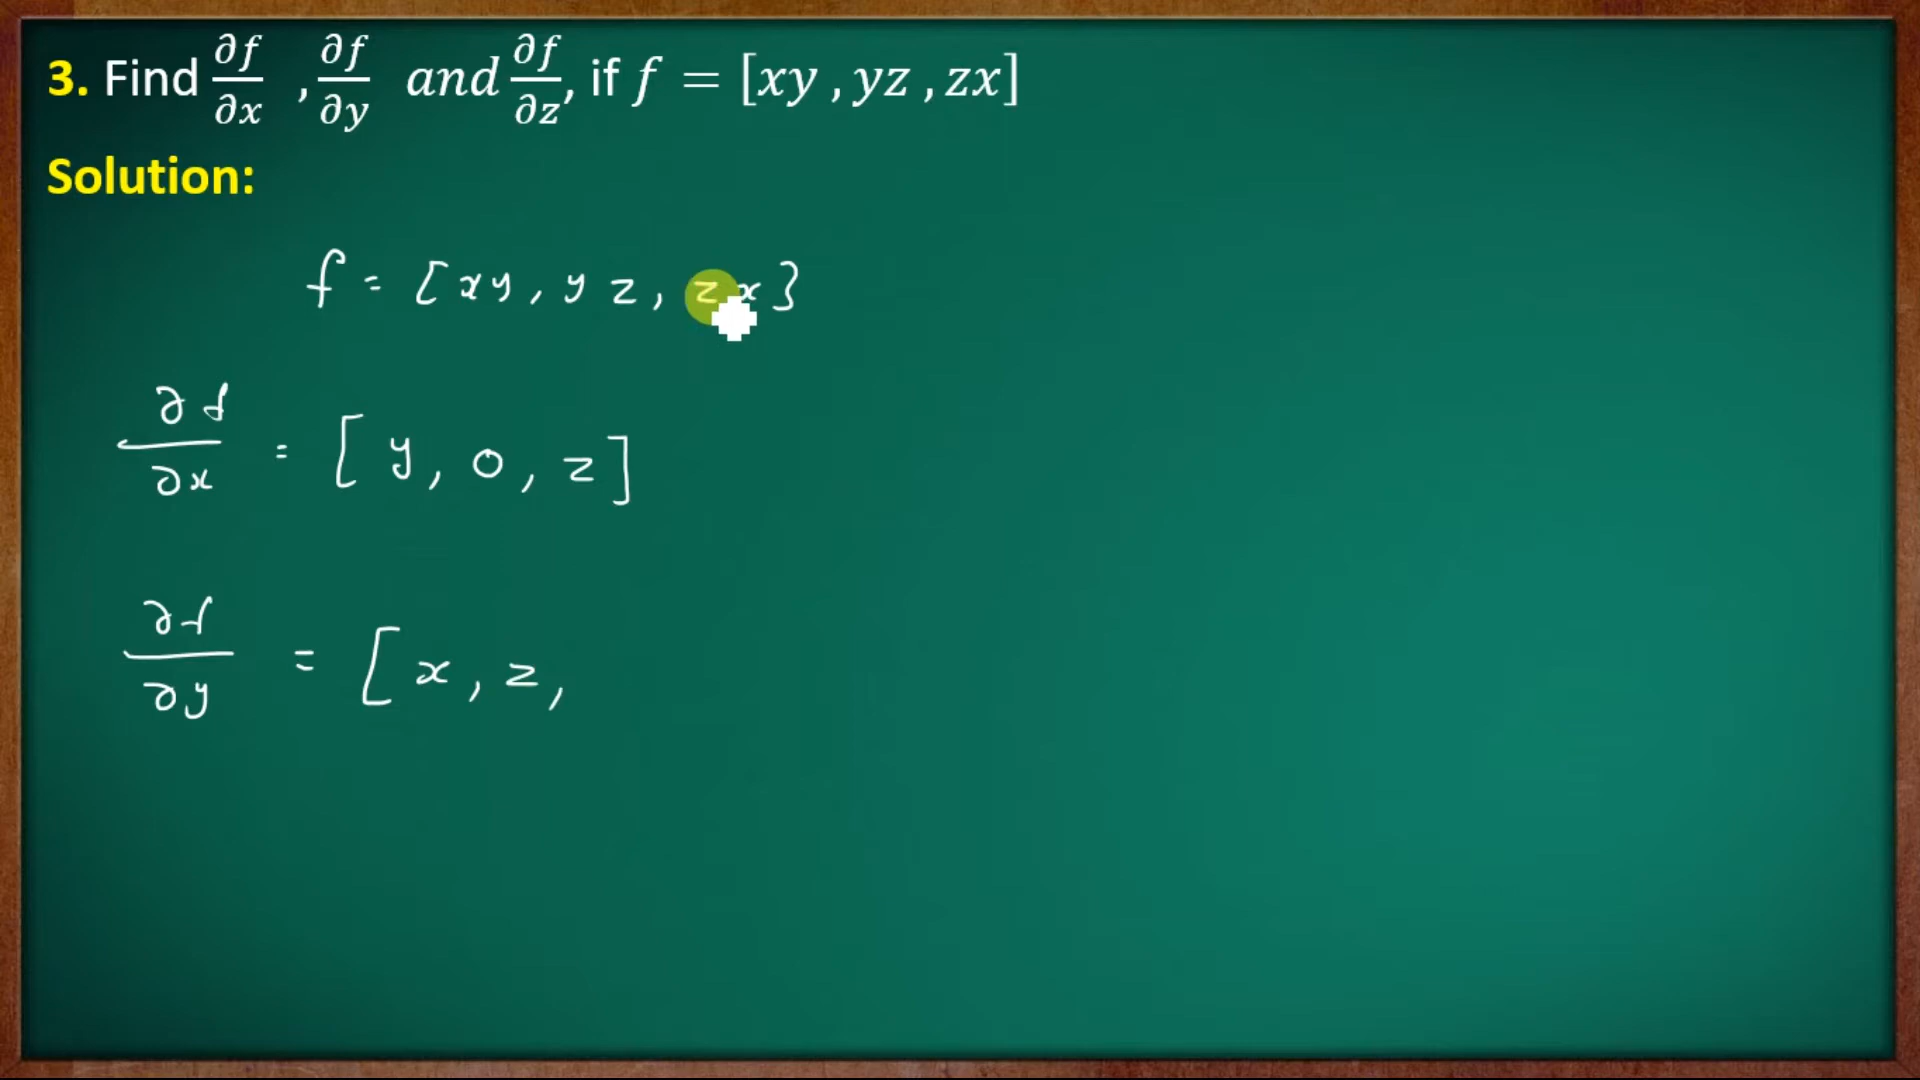 3. Find ∂f/∂x , ∂f/∂y and ∂f/∂z, if f = [xy , yz , zx]
Solution:
f = [xy, yz, zx]
∂f/∂x = [y, 0, z]
∂f/∂y = [x, z,